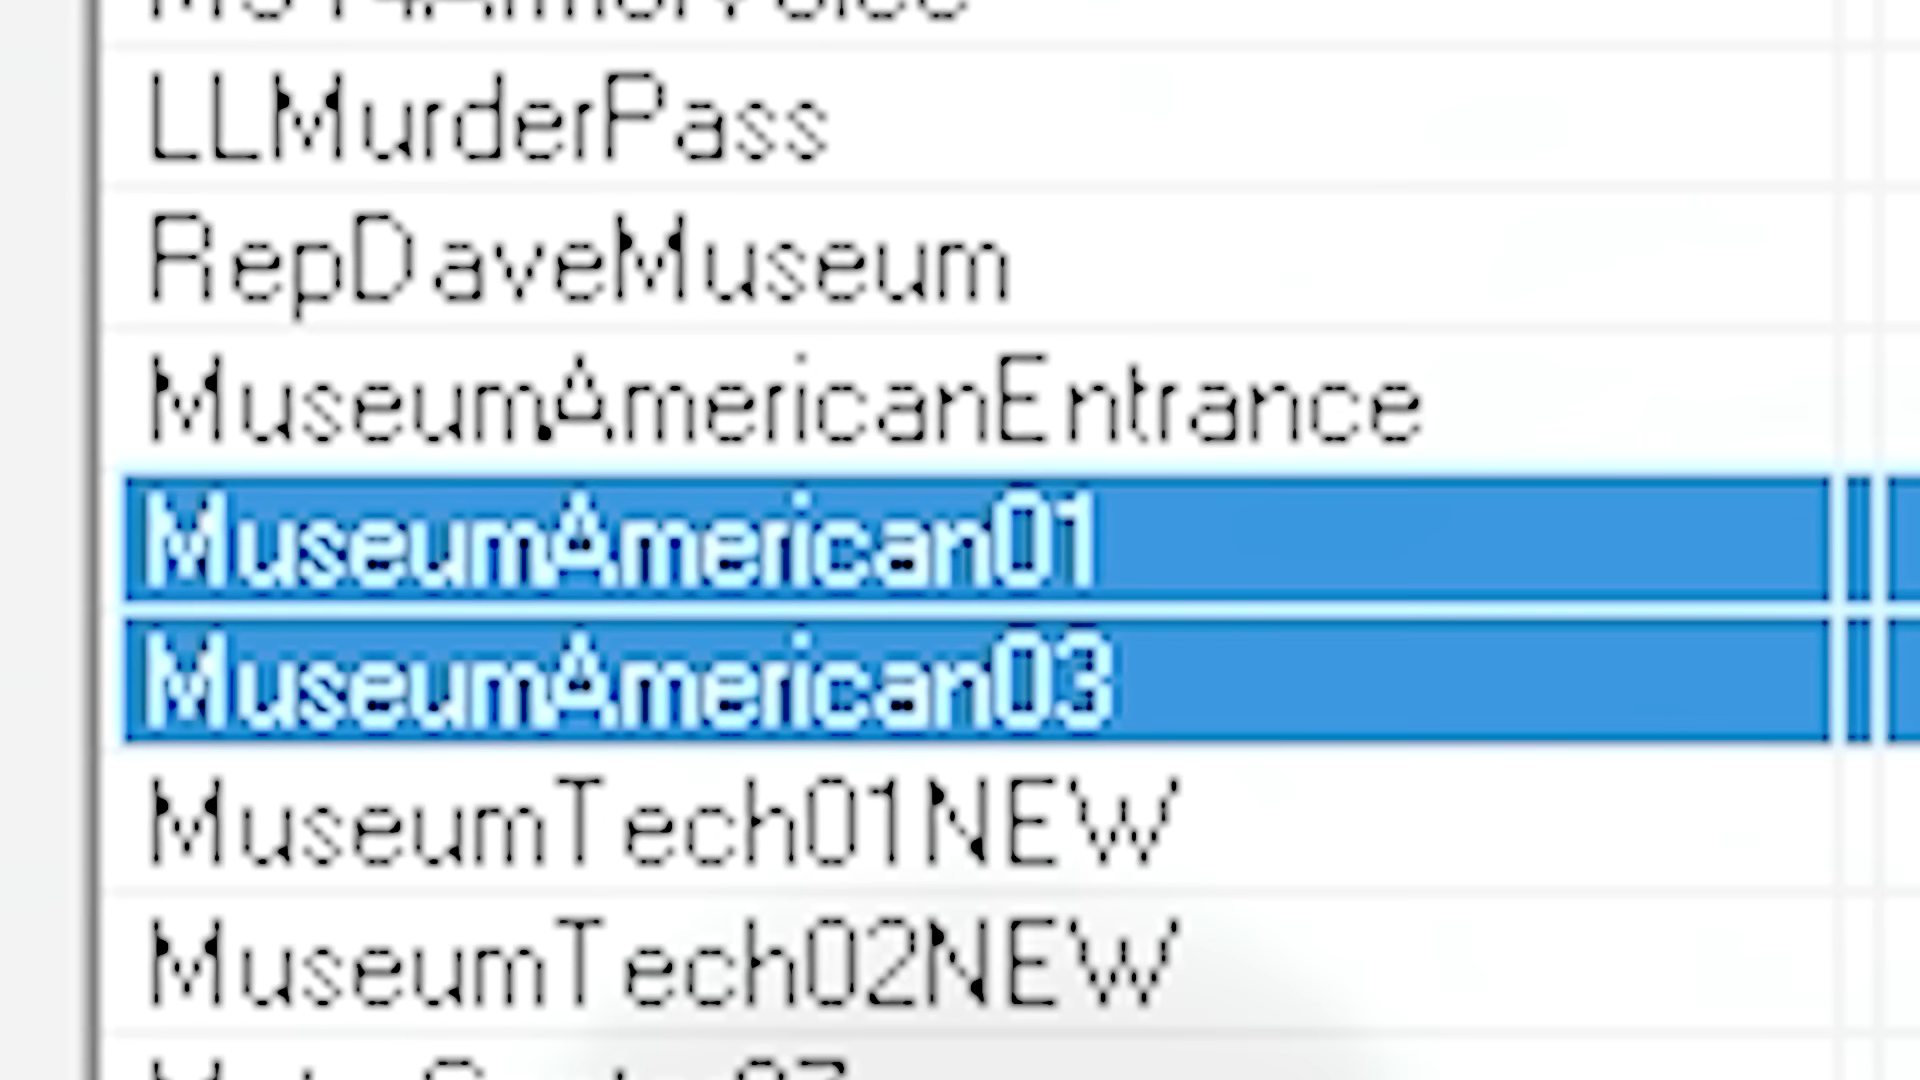 LLMurderPass
RepDaveMuseum
MuseumAmericanEntrance
MuseumAmerican01
MuseumAmerican03
MuseumTech01NEW
MuseumTech02NEW